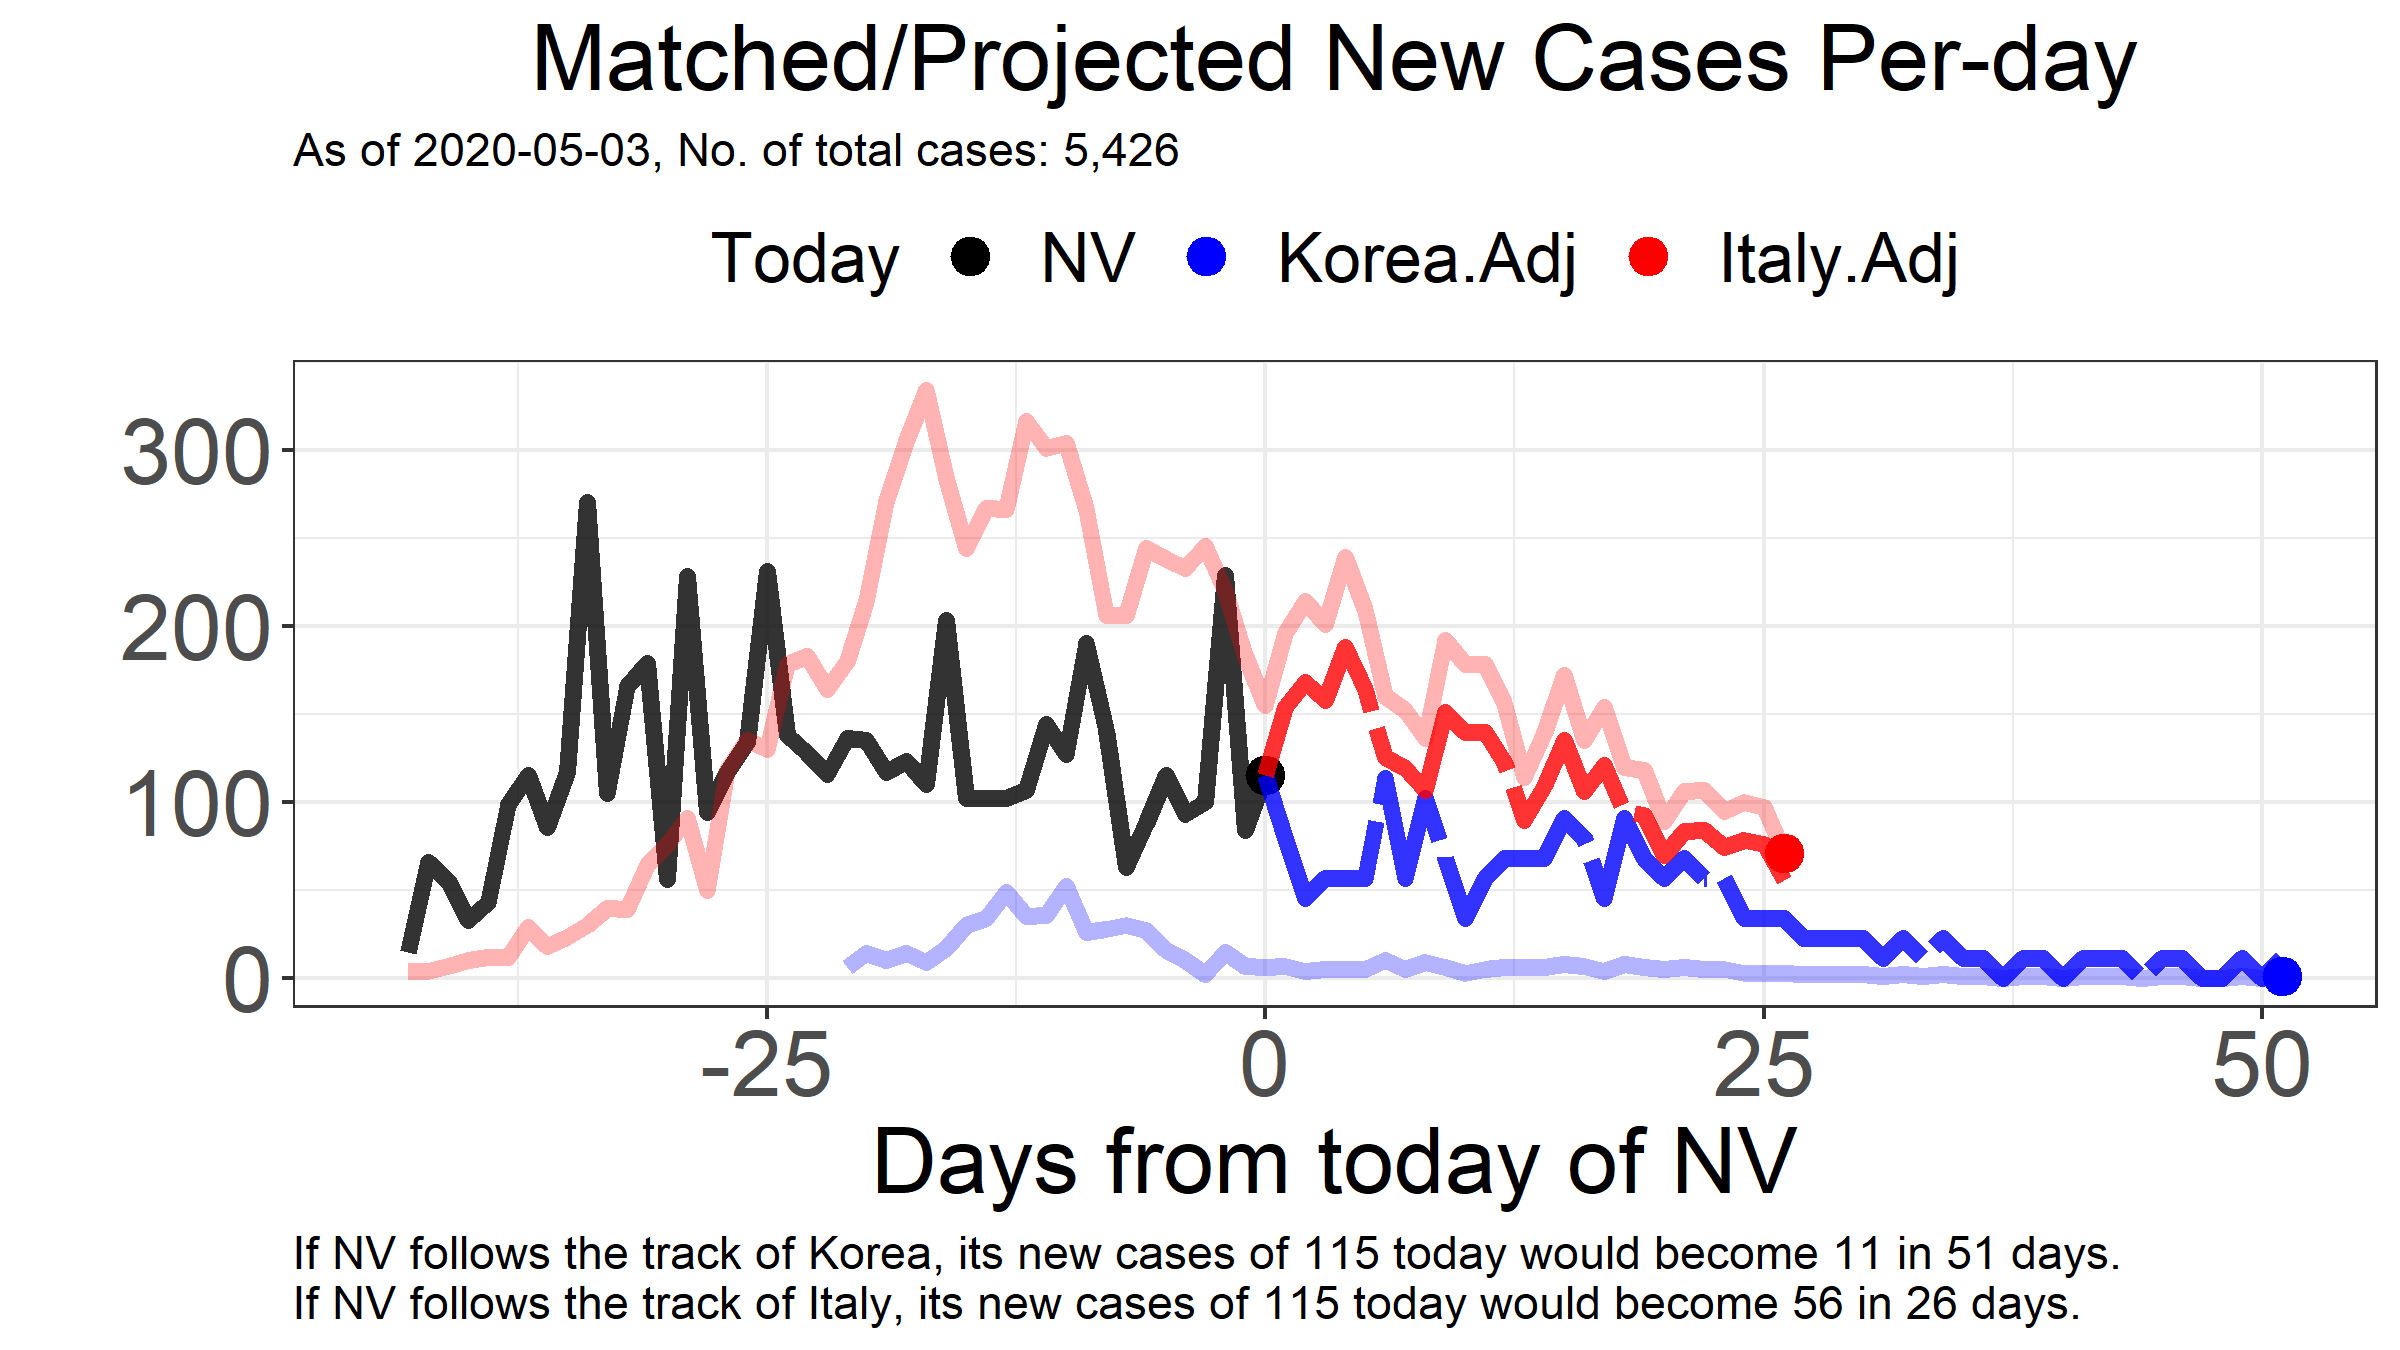 Matched/Projected New Cases Per-day
As of 2020-05-03, No. of total cases: 5,426
Today NV Korea.Adj Italy.Adj
300
200
100
0
-25 0 25 50
Days from today of NV
If NV follows the track of Korea, its new cases of 115 today would become 11 in 51 days.
If NV follows the track of Italy, its new cases of 115 today would become 56 in 26 days.